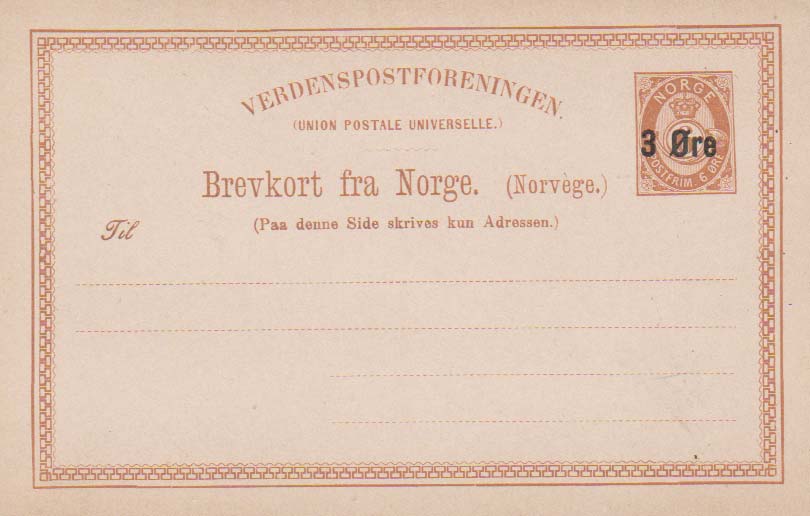 VERDENSPOSTFORENINGEN.
(UNION POSTALE UNIVERSELLE.)
Brevkort fra Norge. (Norvège.)
(Paa denne Side skrives kun Adressen.)
Til
NORGE
3 Øre
POSTFRIM. 6 ØRE